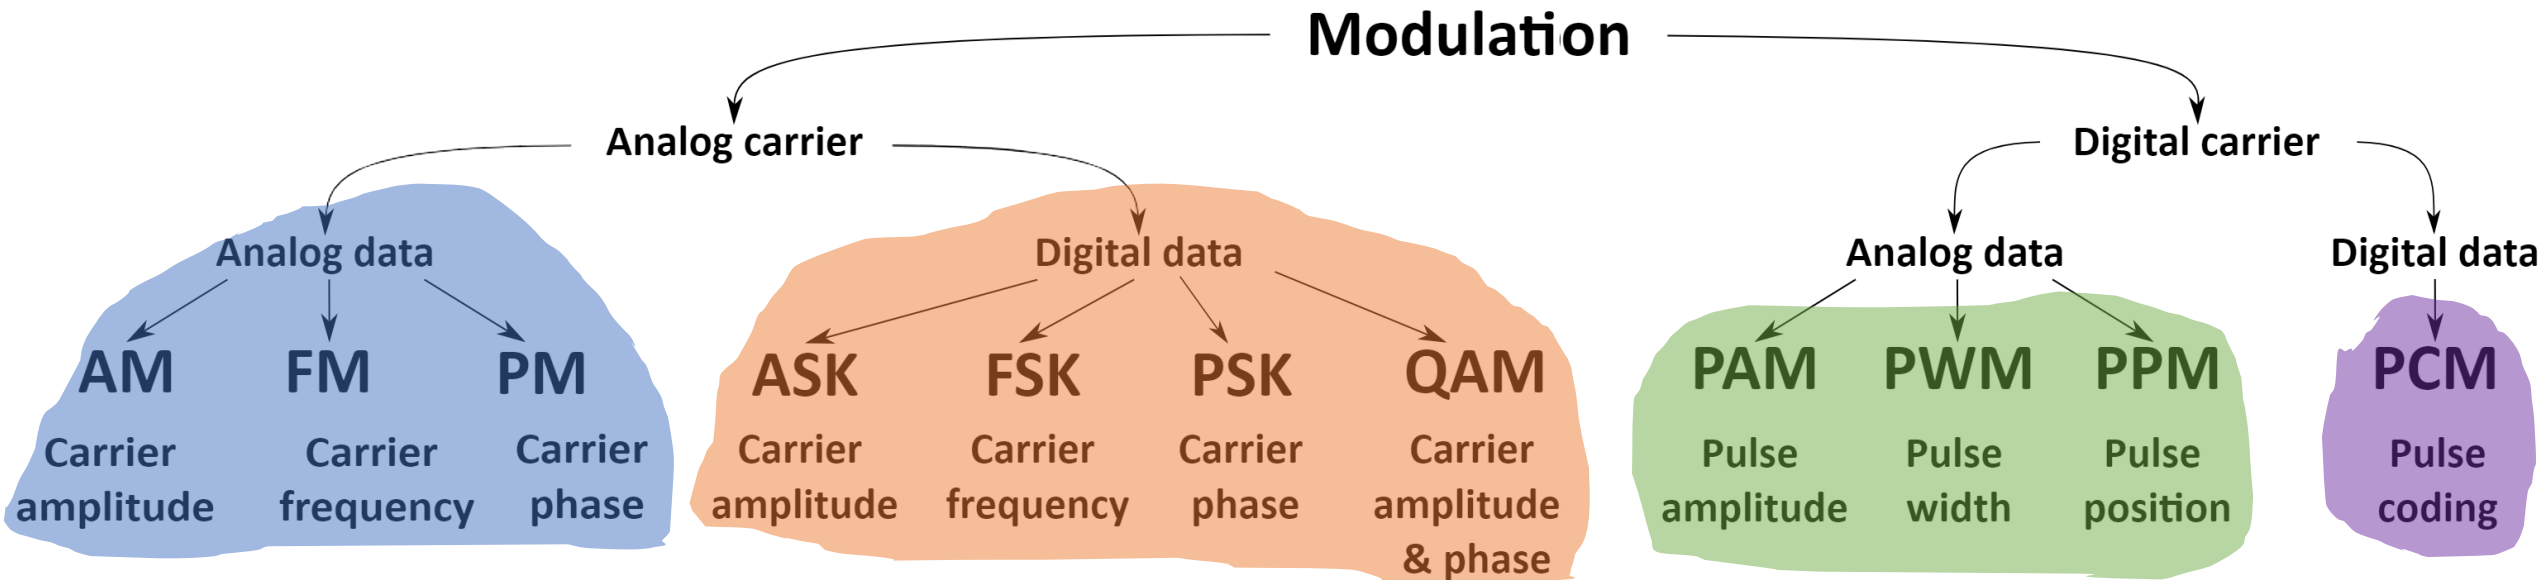 Modulation
Analog carrier
Digital carrier
Analog data
Digital data
Analog data
Digital data
AM
FM
PM
ASK
FSK
PSK
QAM
PAM
PWM
PPM
PCM
Carrier
amplitude
Carrier
frequency
Carrier
phase
Carrier
amplitude
Carrier
frequency
Carrier
phase
Carrier
amplitude
& phase
Pulse
amplitude
Pulse
width
Pulse
position
Pulse
coding